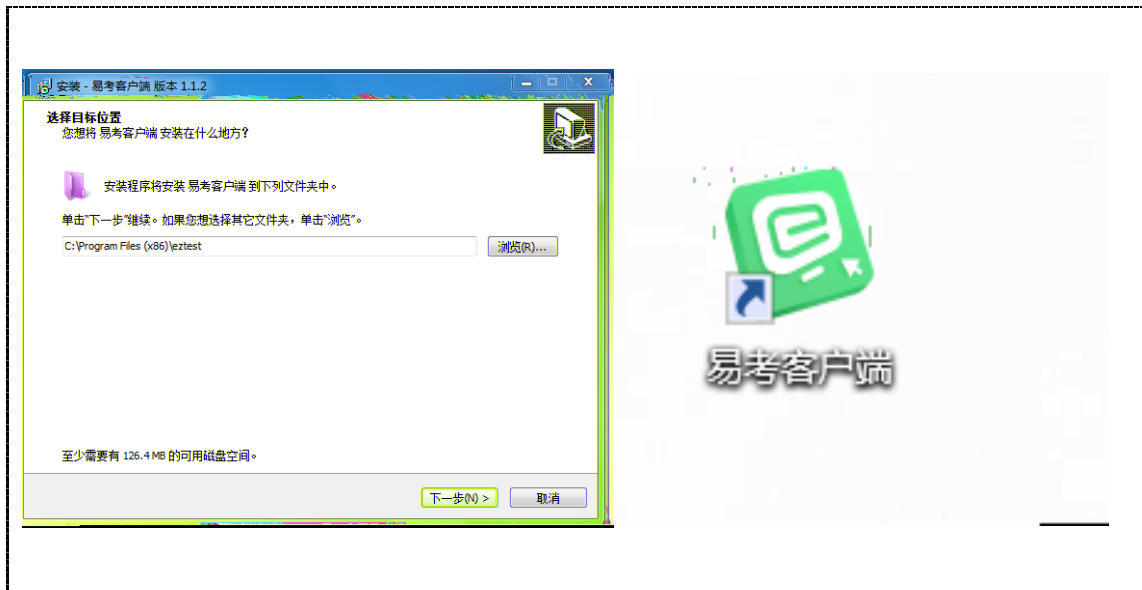 安装 - 易考客户端 版本 1.1.2
选择目标位置
您想将 易考客户端 安装在什么地方?
安装程序将安装 易考客户端 到下列文件夹中。
单击"下一步"继续。如果您想选择其它文件夹，单击"浏览"。
C:\Program Files (x86)\eztest
浏览(R)...
至少需要有 126.4 MB 的可用磁盘空间。
下一步(N) >
取消
易考客户端